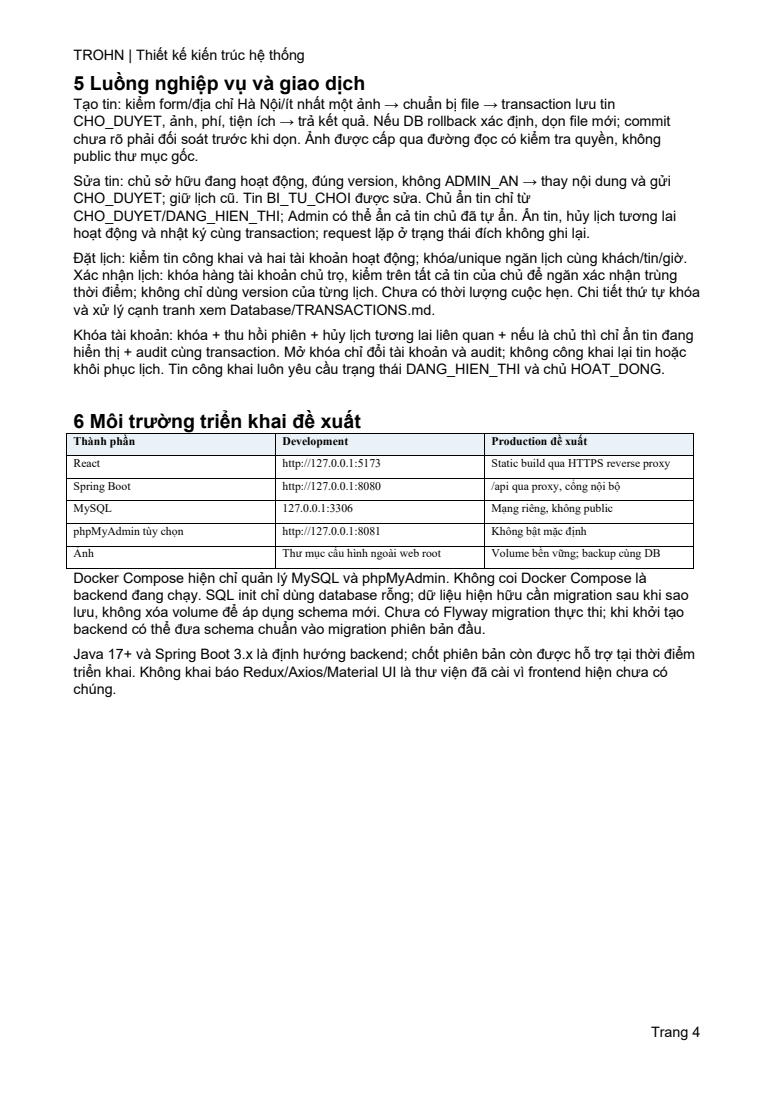 TROHN | Thiết kế kiến trúc hệ thống
5 Luồng nghiệp vụ và giao dịch
Tạo tin: kiểm form/địa chỉ Hà Nội/ít nhất một ảnh → chuẩn bị file → transaction lưu tin
CHO_DUYET, ảnh, phí, tiện ích → trả kết quả. Nếu DB rollback xác định, dọn file mới; commit
chưa rõ phải đối soát trước khi dọn. Ảnh được cấp qua đường đọc có kiểm tra quyền, không
public thư mục gốc.
Sửa tin: chủ sở hữu đang hoạt động, đúng version, không ADMIN_AN → thay nội dung và gửi
CHO_DUYET; giữ lịch cũ. Tin BI_TU_CHOI được sửa. Chủ ẩn tin chỉ từ
CHO_DUYET/DANG_HIEN_THI; Admin có thể ẩn cả tin chủ đã tự ẩn. Ẩn tin, hủy lịch tương lai
hoạt động và nhật ký cùng transaction; request lặp ở trạng thái đích không ghi lại.
Đặt lịch: kiểm tin công khai và hai tài khoản hoạt động; khóa/unique ngăn lịch cùng khách/tin/giờ.
Xác nhận lịch: khóa hàng tài khoản chủ trọ, kiểm trên tất cả tin của chủ để ngăn xác nhận trùng
thời điểm; không chỉ dùng version của từng lịch. Chưa có thời lượng cuộc hẹn. Chi tiết thứ tự khóa
và xử lý cạnh tranh xem Database/TRANSACTIONS.md.
Khóa tài khoản: khóa + thu hồi phiên + hủy lịch tương lai liên quan + nếu là chủ thì chỉ ẩn tin đang
hiển thị + audit cùng transaction. Mở khóa chỉ đổi tài khoản và audit; không công khai lại tin hoặc
khôi phục lịch. Tin công khai luôn yêu cầu trạng thái DANG_HIEN_THI và chủ HOAT_DONG.
6 Môi trường triển khai đề xuất
Thành phần Development Production đề xuất
React http://127.0.0.1:5173 Static build qua HTTPS reverse proxy
Spring Boot http://127.0.0.1:8080 /api qua proxy, cổng nội bộ
MySQL 127.0.0.1:3306 Mạng riêng, không public
phpMyAdmin tùy chọn http://127.0.0.1:8081 Không bật mặc định
Ảnh Thư mục cấu hình ngoài web root Volume bền vững; backup cùng DB
Docker Compose hiện chỉ quản lý MySQL và phpMyAdmin. Không coi Docker Compose là
backend đang chạy. SQL init chỉ dùng database rỗng; dữ liệu hiện hữu cần migration sau khi sao
lưu, không xóa volume để áp dụng schema mới. Chưa có Flyway migration thực thi; khi khởi tạo
backend có thể đưa schema chuẩn vào migration phiên bản đầu.
Java 17+ và Spring Boot 3.x là định hướng backend; chốt phiên bản còn được hỗ trợ tại thời điểm
triển khai. Không khai báo Redux/Axios/Material UI là thư viện đã cài vì frontend hiện chưa có
chúng.
Trang 4